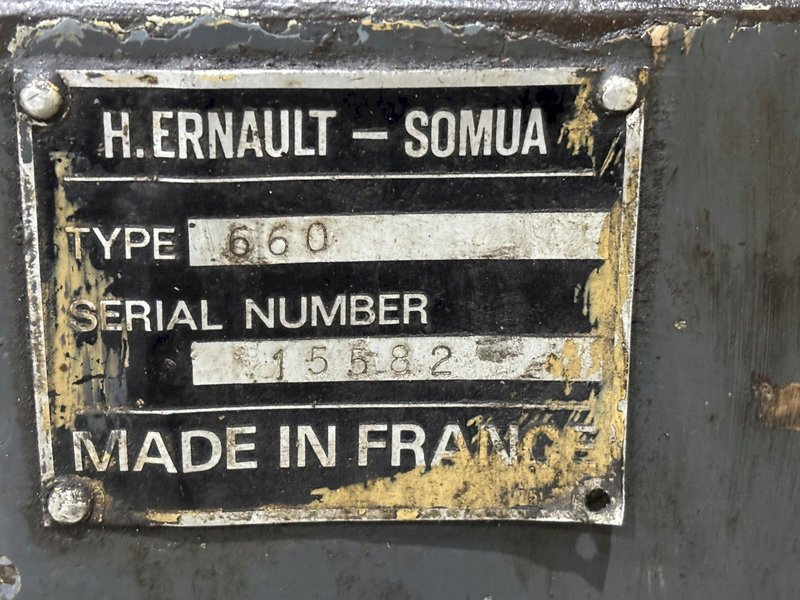 H. ERNAULT – SOMUA
TYPE 660
SERIAL NUMBER
15582
MADE IN FRANCE